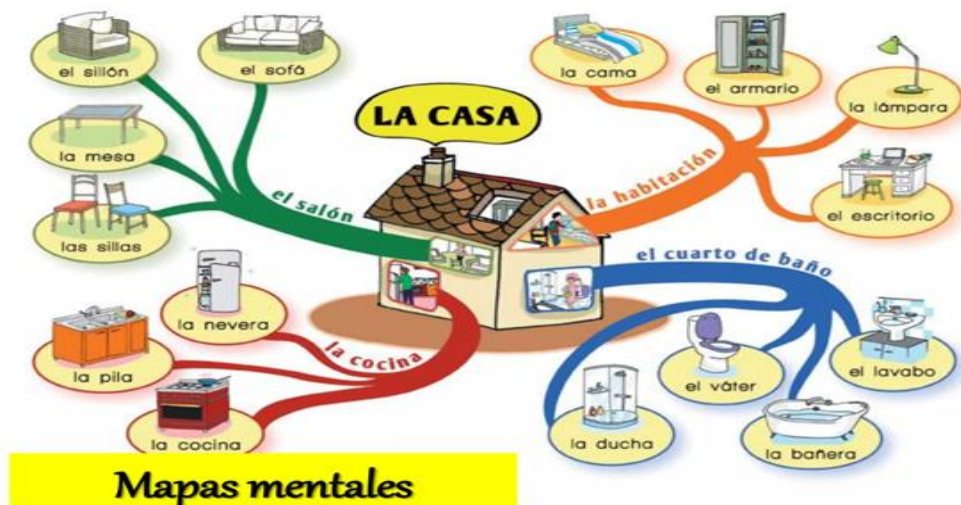 LA CASA
el salón
el sillón
el sofá
la mesa
las sillas
la habitación
la cama
el armario
la lámpara
el escritorio
la cocina
la nevera
la pila
la cocina
el cuarto de baño
la ducha
el váter
la bañera
el lavabo
Mapas mentales